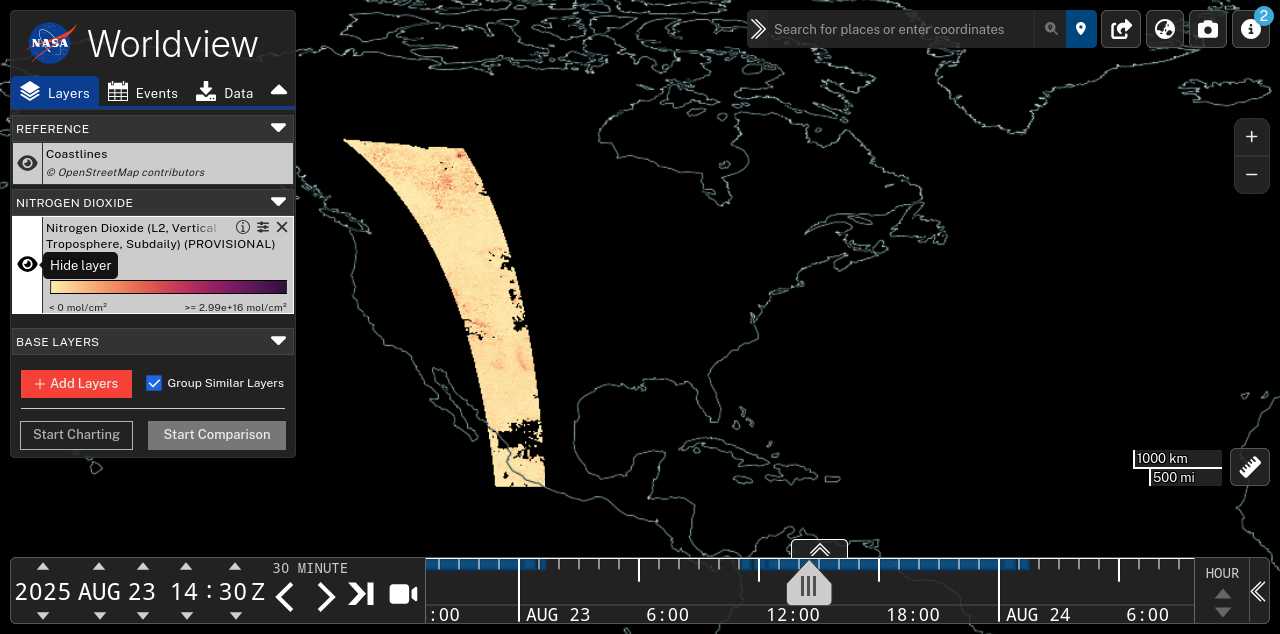 NASA
Worldview
Search for places or enter coordinates
2
Layers
Events
Data
REFERENCE
Coastlines
© OpenStreetMap contributors
NITROGEN DIOXIDE
Nitrogen Dioxide (L2, Vertical
Troposphere, Subdaily) (PROVISIONAL)
Hide layer
< 0 mol/cm²
>= 2.99e+16 mol/cm²
BASE LAYERS
+ Add Layers
Group Similar Layers
Start Charting
Start Comparison
+
−
1000 km
500 mi
2025 AUG 23 14 : 30 Z
30 MINUTE
:00
AUG 23
6:00
12:00
18:00
AUG 24
6:00
HOUR